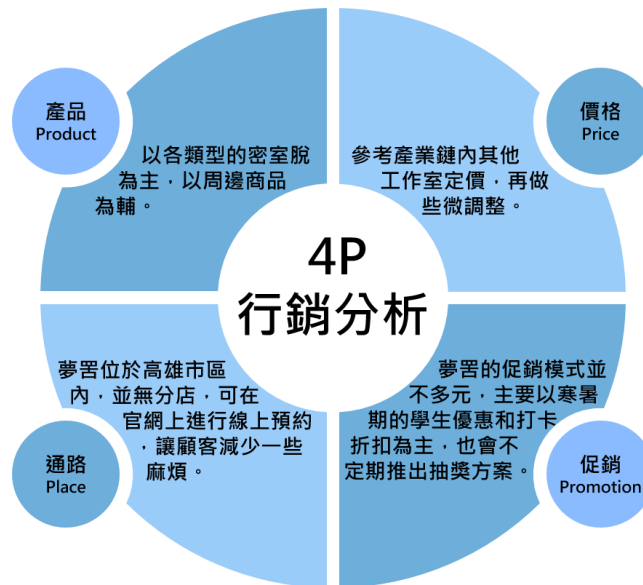 產品
Product
以各類型的密室脫
為主，以周邊商品
為輔。
價格
Price
參考產業鏈內其他
工作室定價，再做
些微調整。
4P
行銷分析
夢罟位於高雄市區
內，並無分店，可在
官網上進行線上預約
，讓顧客減少一些
麻煩。
通路
Place
夢罟的促銷模式並
不多元，主要以寒暑
期的學生優惠和打卡
折扣為主，也會不
定期推出抽獎方案。
促銷
Promotion